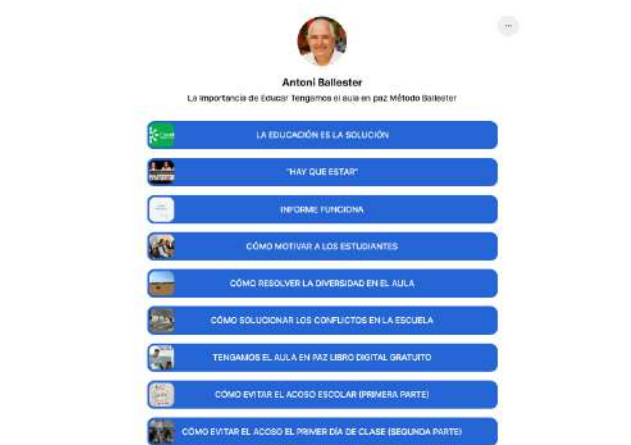 Antoni Ballester
La Importancia de Educar Tengamos el aula en paz Método Ballester
LA EDUCACIÓN ES LA SOLUCIÓN
"HAY QUE ESTAR"
INFORME FUNCIONA
CÓMO MOTIVAR A LOS ESTUDIANTES
CÓMO RESOLVER LA DIVERSIDAD EN EL AULA
CÓMO SOLUCIONAR LOS CONFLICTOS EN LA ESCUELA
TENGAMOS EL AULA EN PAZ LIBRO DIGITAL GRATUITO
CÓMO EVITAR EL ACOSO ESCOLAR (PRIMERA PARTE)
CÓMO EVITAR EL ACOSO EL PRIMER DÍA DE CLASE (SEGUNDA PARTE)